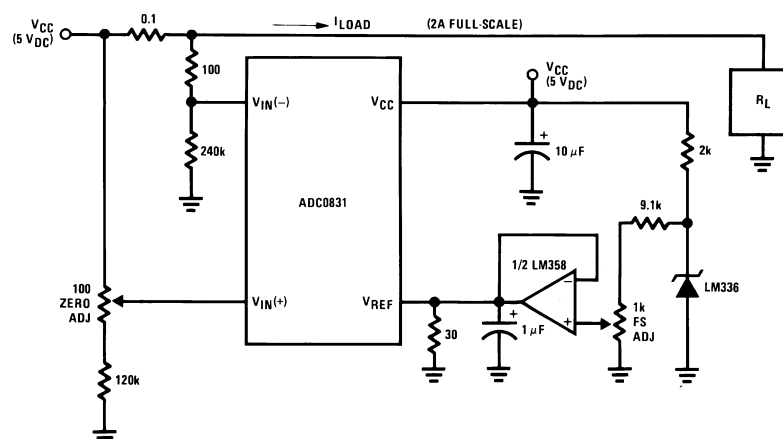 VCC
(5 VDC)
0.1
ILOAD
(2A FULL-SCALE)
100
VIN(−)
240k
ADC0831
VCC
VCC
(5 VDC)
10 μF
+
2k
RL
9.1k
100
ZERO
ADJ
VIN(+)
VREF
1/2 LM358
−
+
30
+
1 μF
1k
FS
ADJ
LM336
120k